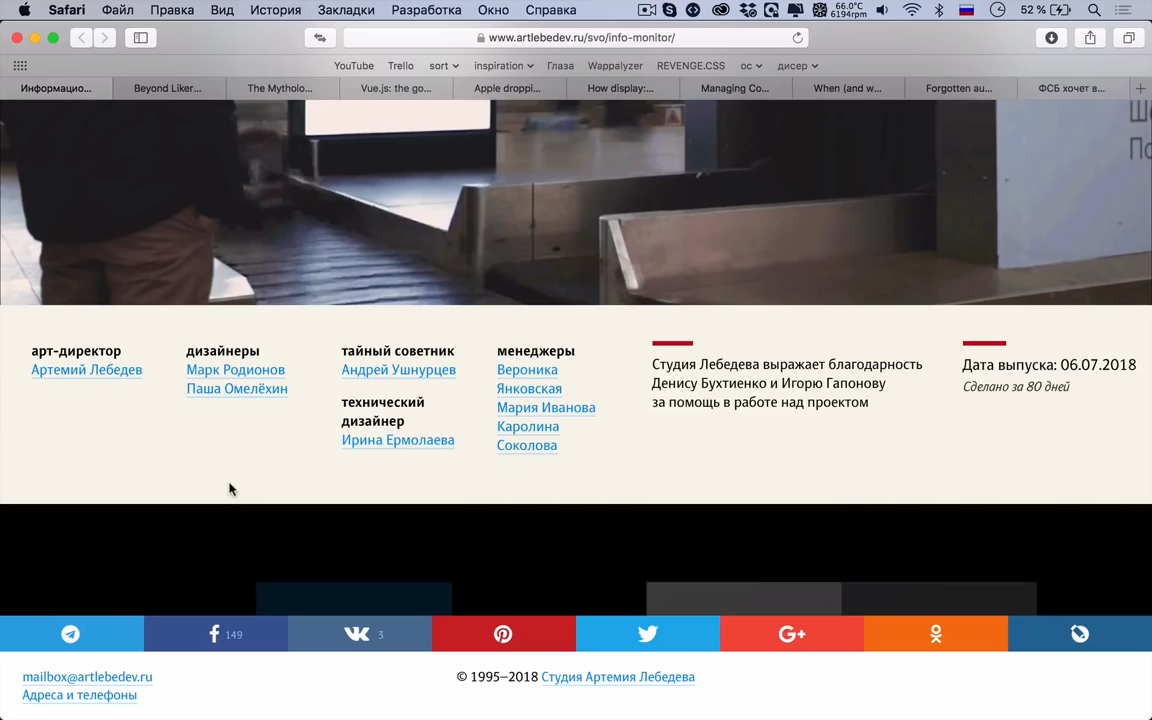 Safari Файл Правка Вид История Закладки Разработка Окно Справка 66.0°C 6194rpm 52 %
www.artlebedev.ru/svo/info-monitor/
YouTube Trello sort inspiration Глаза Wappalyzer REVENGE.CSS ос дисер
Информацио... Beyond Liker... The Mytholo... Vue.js: the go... Apple droppi... How display:... Managing Co... When (and w... Forgotten au... ФСБ хочет в...
арт-директор
Артемий Лебедев
дизайнеры
Марк Родионов
Паша Омелёхин
тайный советник
Андрей Ушнурцев
технический
дизайнер
Ирина Ермолаева
менеджеры
Вероника
Янковская
Мария Иванова
Каролина
Соколова
Студия Лебедева выражает благодарность
Денису Бухтиенко и Игорю Гапонову
за помощь в работе над проектом
Дата выпуска: 06.07.2018
Сделано за 80 дней
149 3 G+
mailbox@artlebedev.ru
Адреса и телефоны
© 1995–2018 Студия Артемия Лебедева